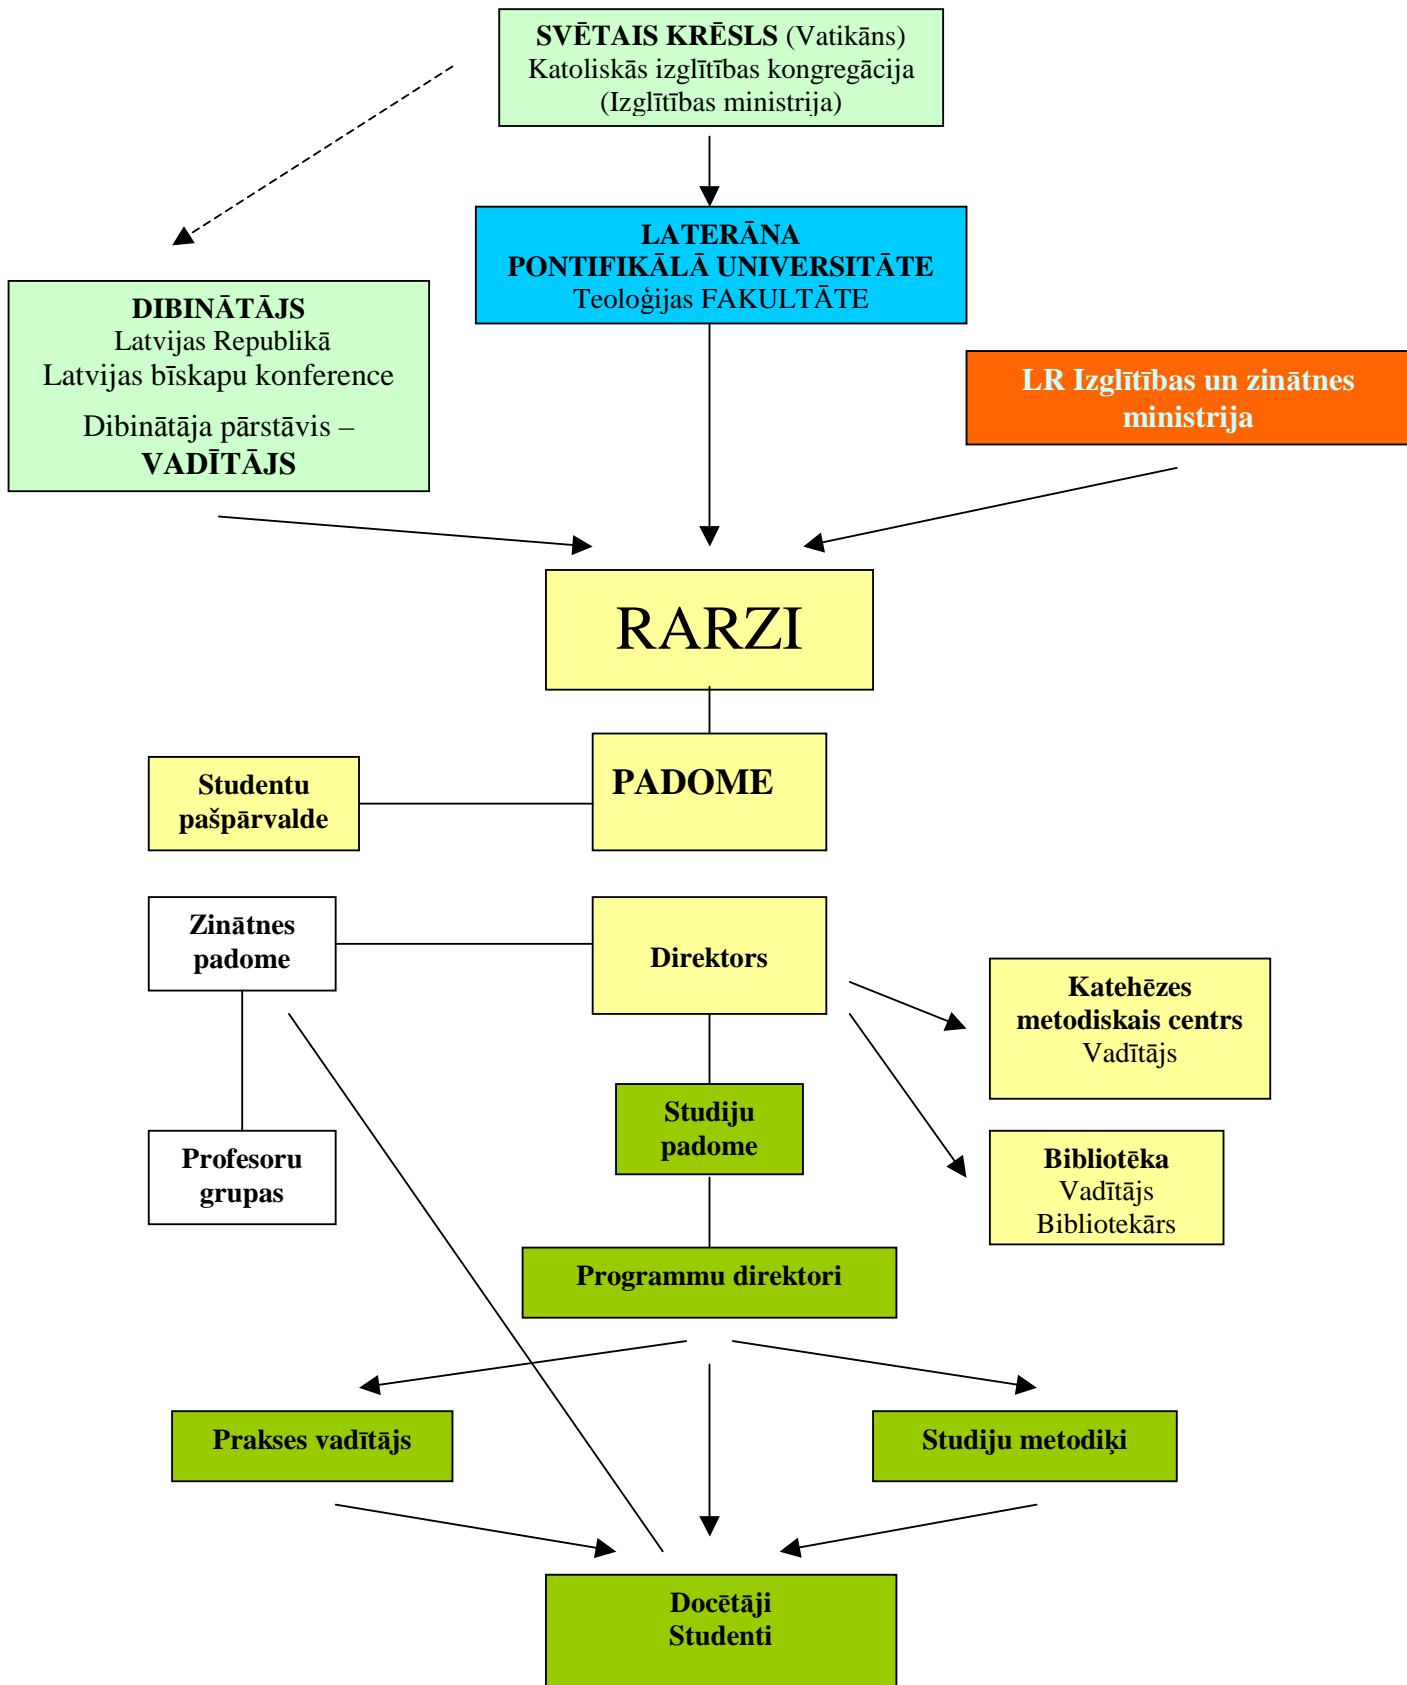 SVĒTAIS KRĒSLS (Vatikāns)
Katoliskās izglītības kongregācija
(Izglītības ministrija)
LATERĀNA
PONTIFIKĀLĀ UNIVERSITĀTE
Teoloģijas FAKULTĀTE
DIBINĀTĀJS
Latvijas Republikā
Latvijas bīskapu konference
Dibinātāja pārstāvis –
VADĪTĀJS
LR Izglītības un zinātnes
ministrija
RARZI
PADOME
Studentu
pašpārvalde
Zinātnes
padome
Direktors
Katehēzes
metodiskais centrs
Vadītājs
Studiju
padome
Profesoru
grupas
Bibliotēka
Vadītājs
Bibliotekārs
Programmu direktori
Prakses vadītājs
Studiju metodiķi
Docētāji
Studenti